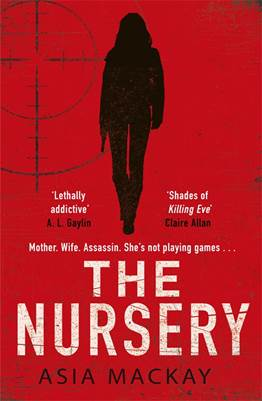 ‘Lethally
addictive’
A. L. Gaylin
‘Shades of
Killing Eve’
Claire Allan
Mother. Wife. Assassin. She’s not playing games . . .
THE
NURSERY
ASIA MACKAY